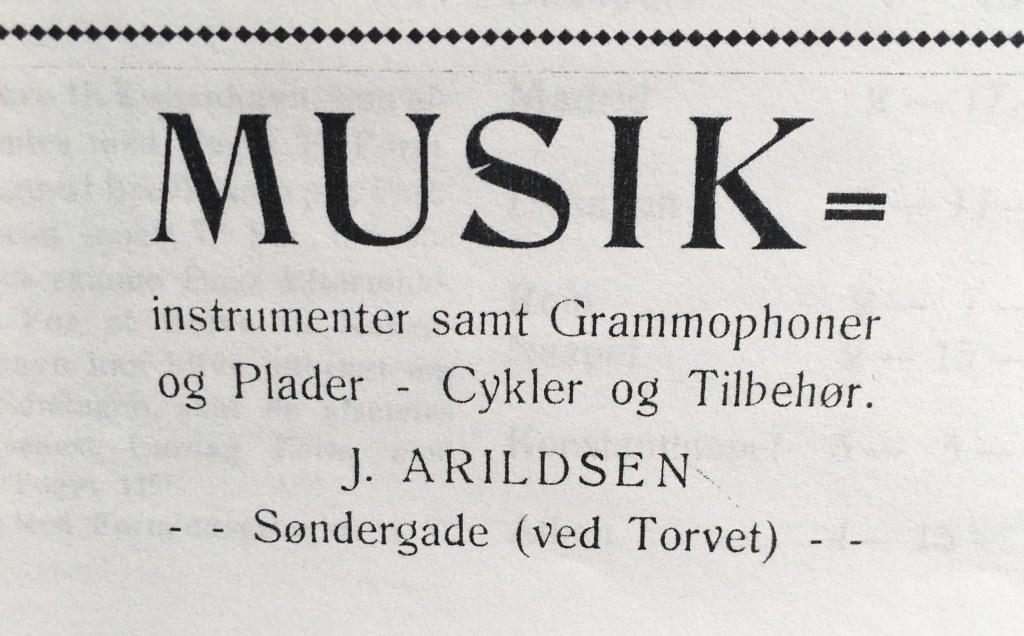 MUSIK=
instrumenter samt Grammophoner
og Plader - Cykler og Tilbehør.
J. ARILDSEN
- - Søndergade (ved Torvet) - -